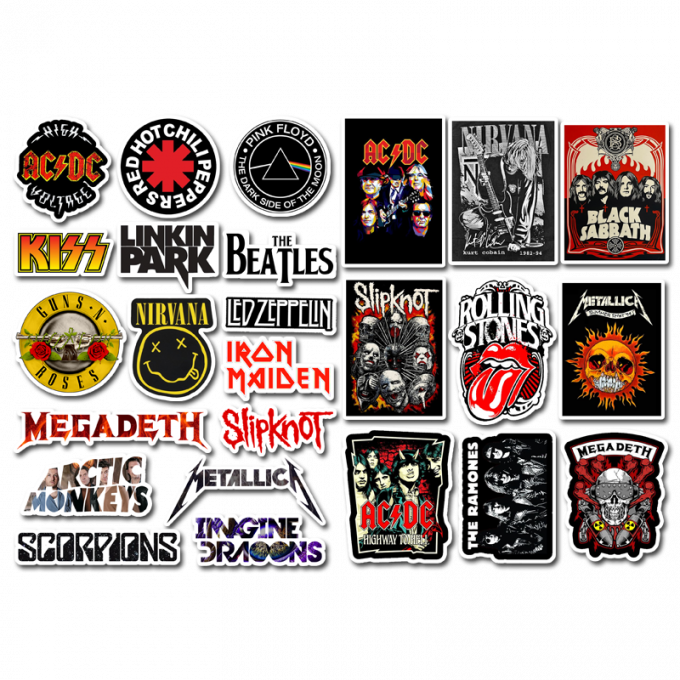 HIGH
AC/DC
VOLTAGE
RED HOT CHILI PEPPERS
PINK FLOYD
THE DARK SIDE OF THE MOON
KISS
LINKIN
PARK
THE
BEATLES
GUNS N'
ROSES
NIRVANA
LED ZEPPELIN
IRON
MAIDEN
MEGADETH
SLIPKNOT
ARCTIC
MONKEYS
METALLICA
SCORPIONS
IMAGINE
DRAGONS
AC/DC
NIRVANA
kurt cobain
BLACK
SABBATH
SLIPKNOT
ROLLING
STONES
METALLICA
AC/DC
HIGHWAY TO HELL
THE RAMONES
MEGADETH